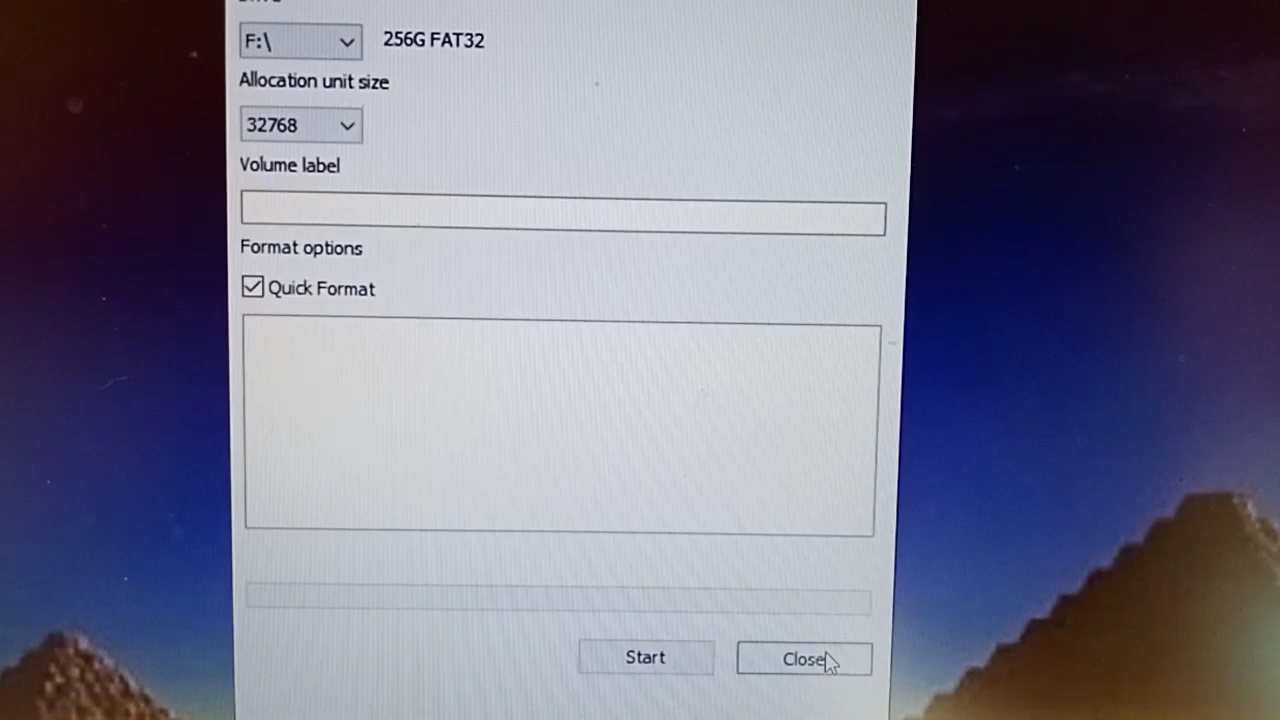 F:\ 256G FAT32
Allocation unit size
32768
Volume label
Format options
Quick Format
Start Close